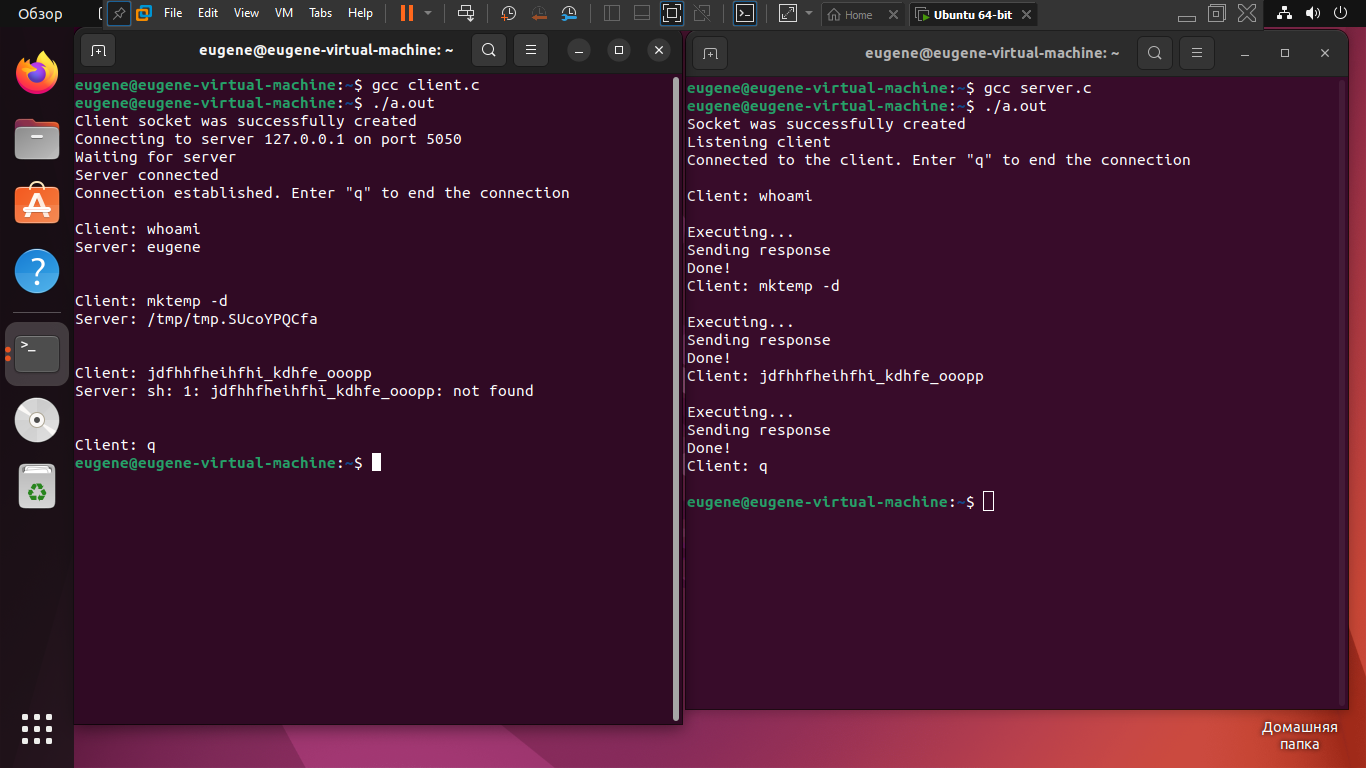 Обзор
File Edit View VM Tabs Help
Home
Ubuntu 64-bit
eugene@eugene-virtual-machine: ~
eugene@eugene-virtual-machine:~$ gcc client.c
eugene@eugene-virtual-machine:~$ ./a.out
Client socket was successfully created
Connecting to server 127.0.0.1 on port 5050
Waiting for server
Server connected
Connection established. Enter "q" to end the connection
Client: whoami
Server: eugene
Client: mktemp -d
Server: /tmp/tmp.SUcoYPQCfa
Client: jdfhhfheihfhi_kdhfe_ooopp
Server: sh: 1: jdfhhfheihfhi_kdhfe_ooopp: not found
Client: q
eugene@eugene-virtual-machine:~$
eugene@eugene-virtual-machine: ~
eugene@eugene-virtual-machine:~$ gcc server.c
eugene@eugene-virtual-machine:~$ ./a.out
Socket was successfully created
Listening client
Connected to the client. Enter "q" to end the connection
Client: whoami
Executing...
Sending response
Done!
Client: mktemp -d
Executing...
Sending response
Done!
Client: jdfhhfheihfhi_kdhfe_ooopp
Executing...
Sending response
Done!
Client: q
eugene@eugene-virtual-machine:~$
Домашняя
папка